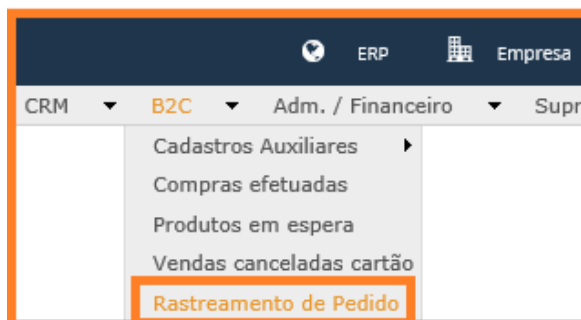 ERP Empresa
CRM B2C Adm. / Financeiro
Cadastros Auxiliares
Compras efetuadas
Produtos em espera
Vendas canceladas cartão
Rastreamento de Pedido